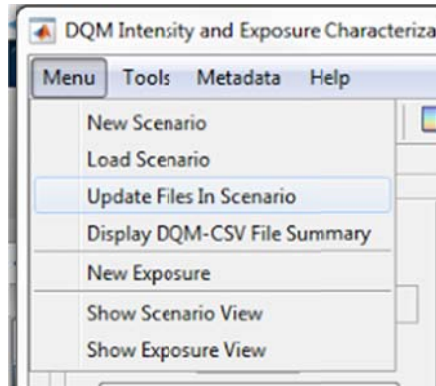 DQM Intensity and Exposure Characteriza
Menu Tools Metadata Help
New Scenario
Load Scenario
Update Files In Scenario
Display DQM-CSV File Summary
New Exposure
Show Scenario View
Show Exposure View